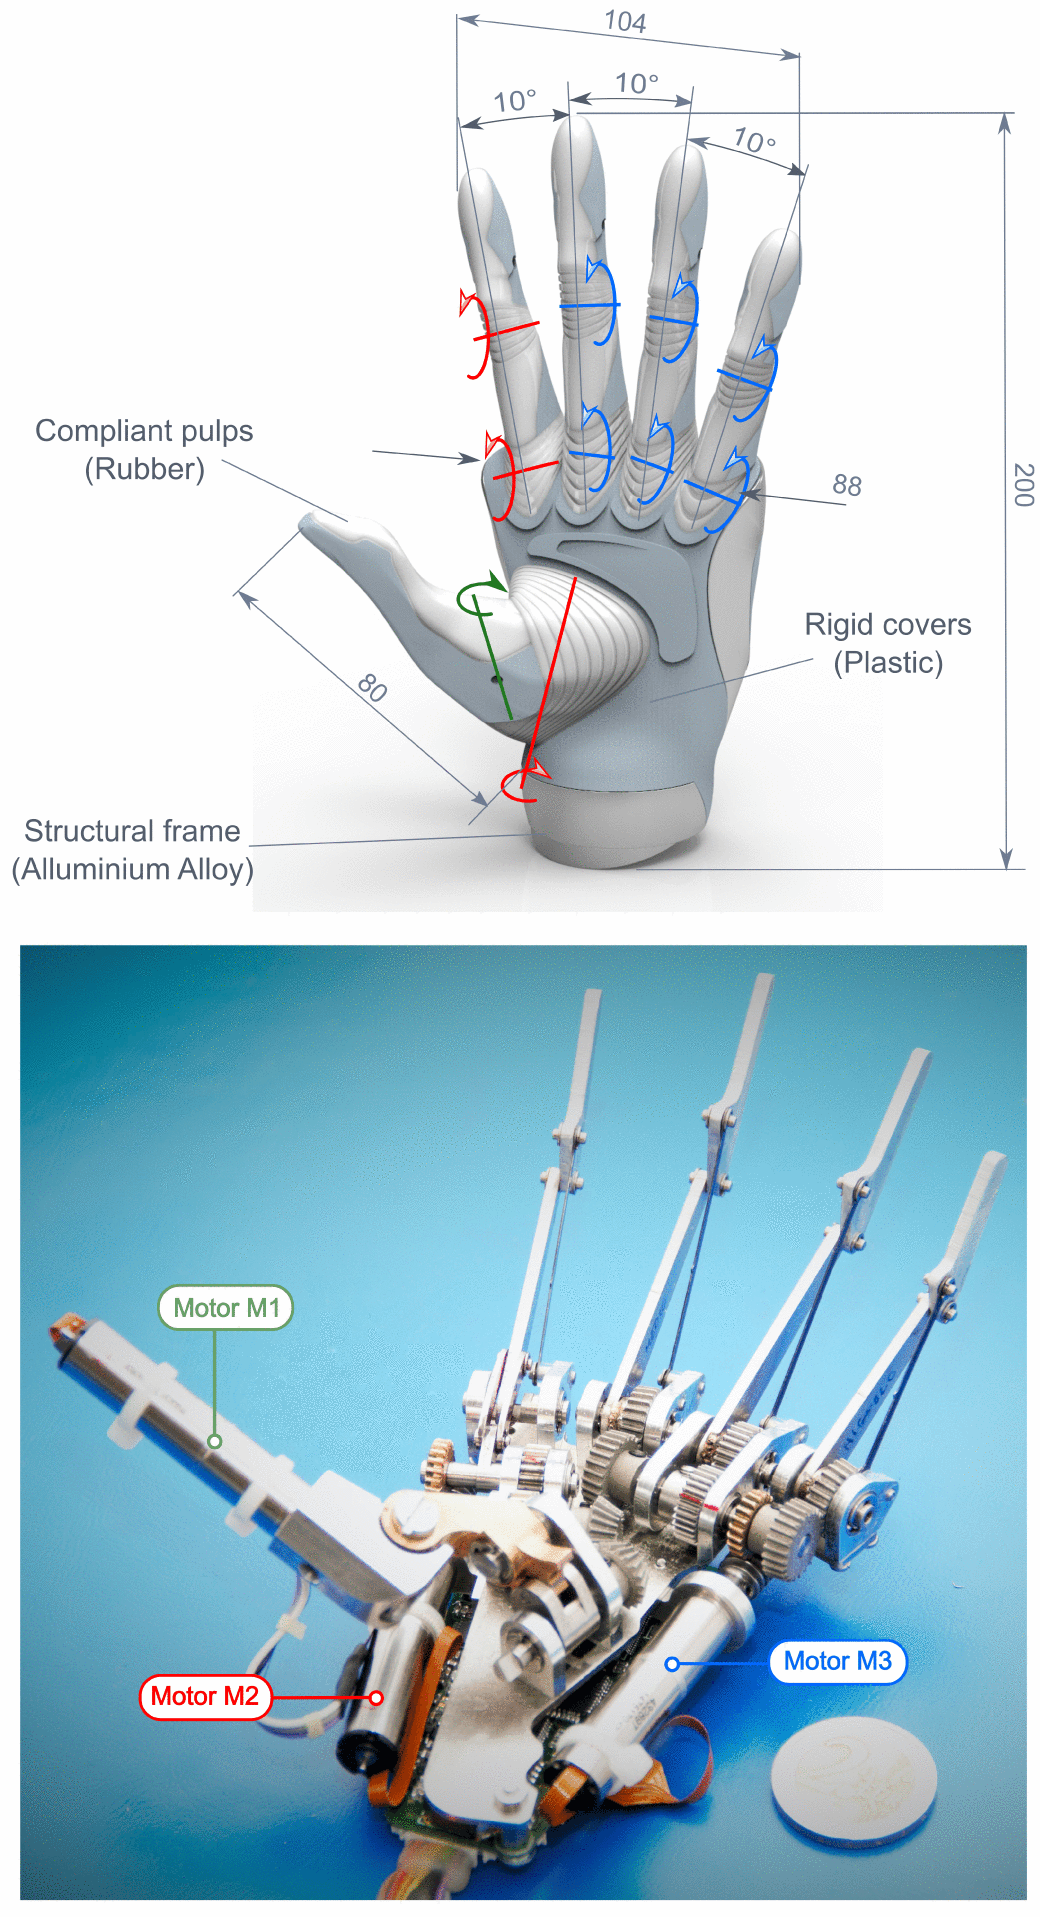 104
10°
10°
10°
Compliant pulps
(Rubber)
88
200
Rigid covers
(Plastic)
80
Structural frame
(Alluminium Alloy)
Motor M1
Motor M2
Motor M3